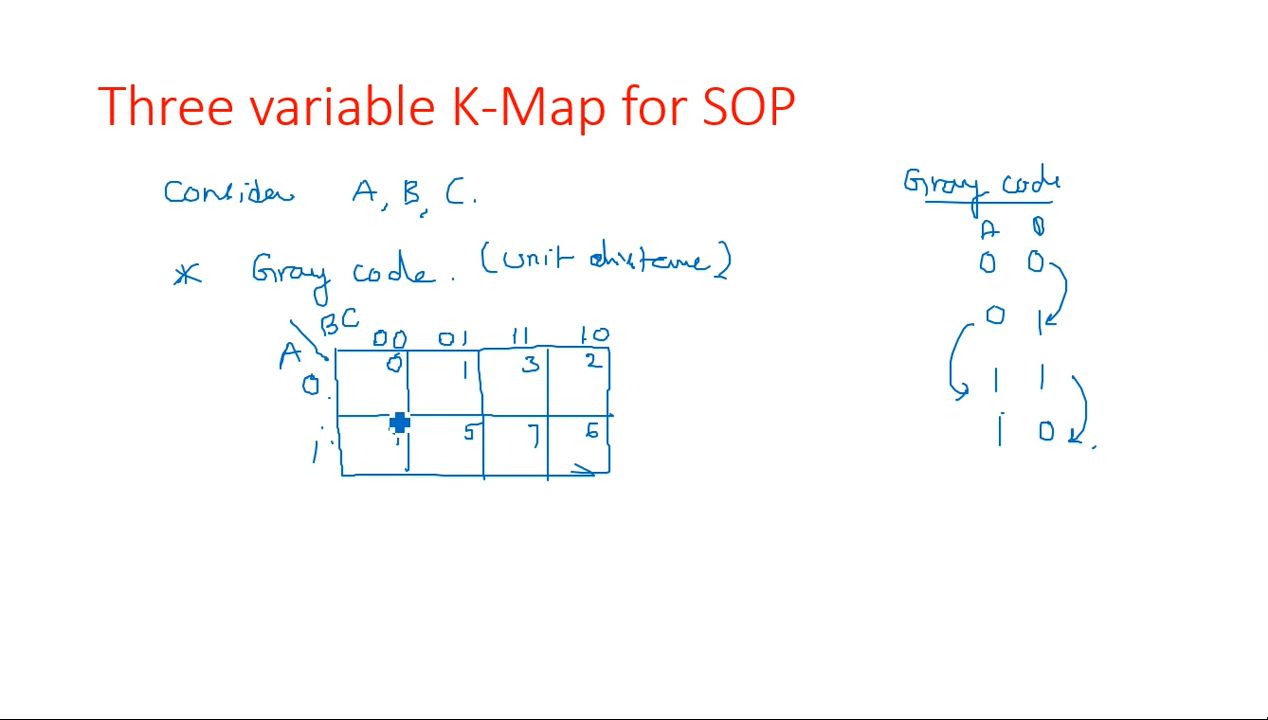 Three variable K-Map for SOP
Consider A, B, C.
* Gray code. (unit distance)
BC
00 01 11 10
A
0 0 1 3 2
1 5 7 6
Gray code
A B
0 0
0 1
1 1
1 0